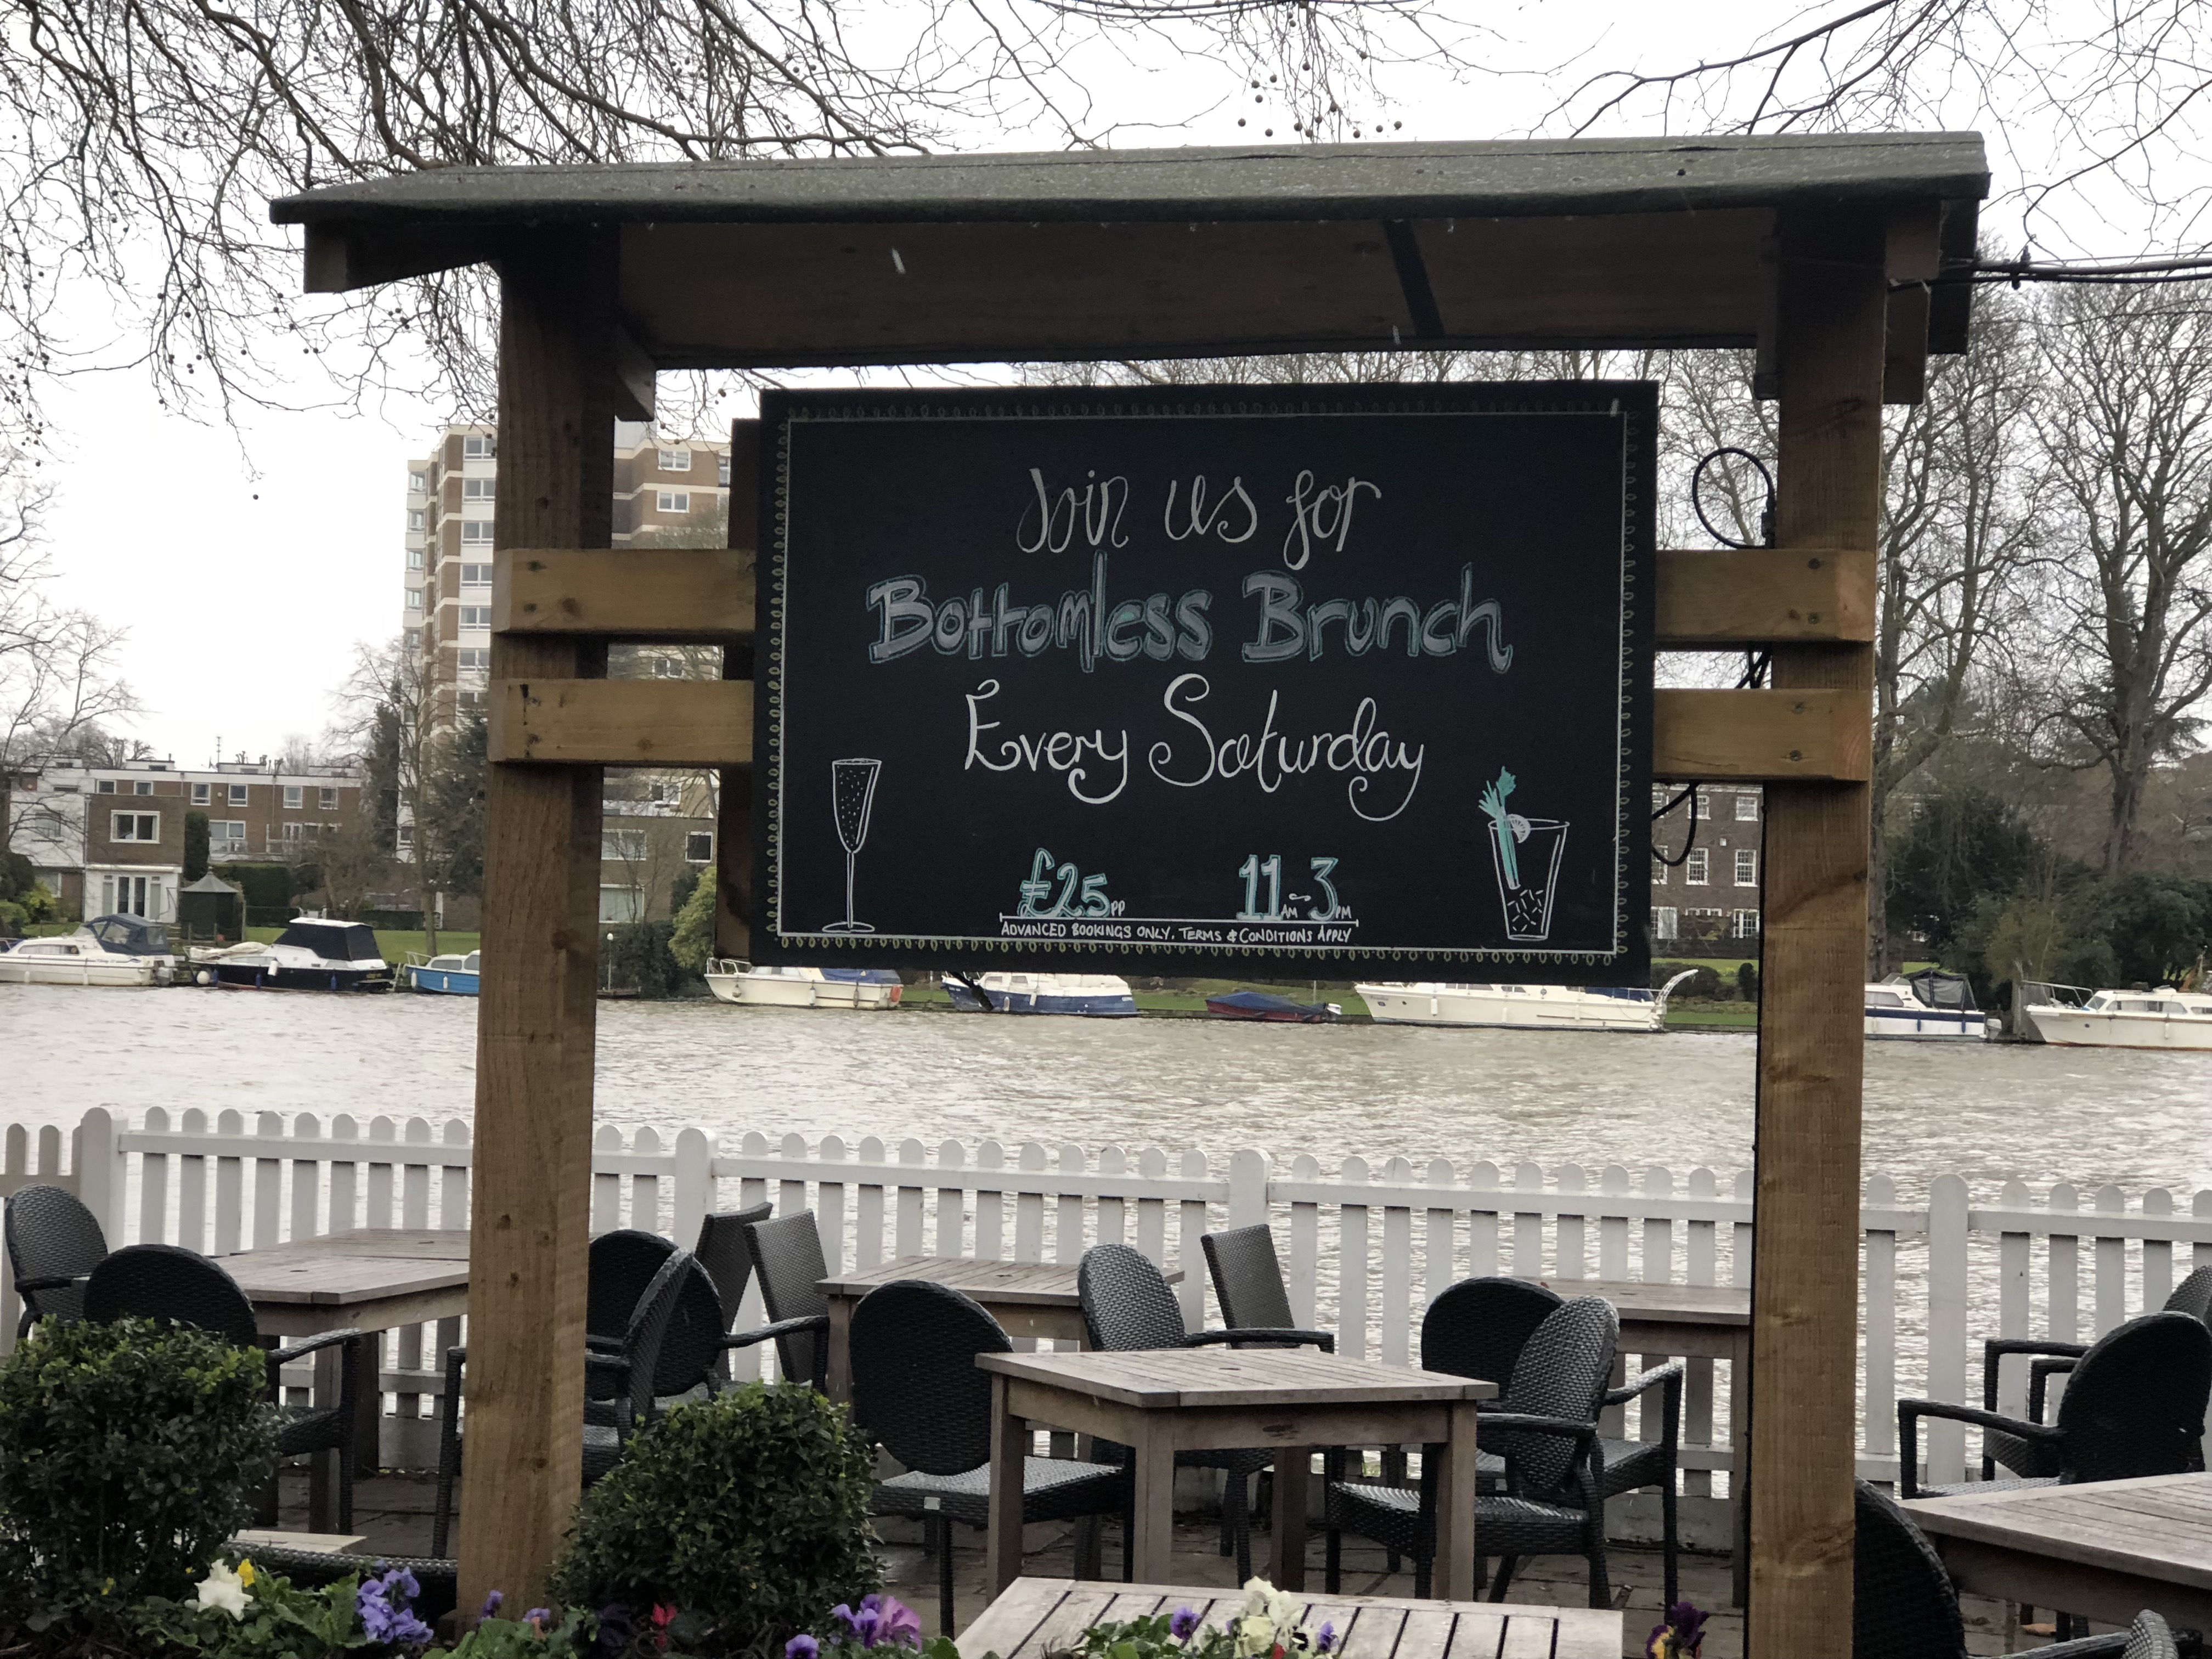 Join us for
Bottomless Brunch
Every Saturday
£25PP 11AM-3PM
ADVANCED BOOKINGS ONLY. TERMS & CONDITIONS APPLY